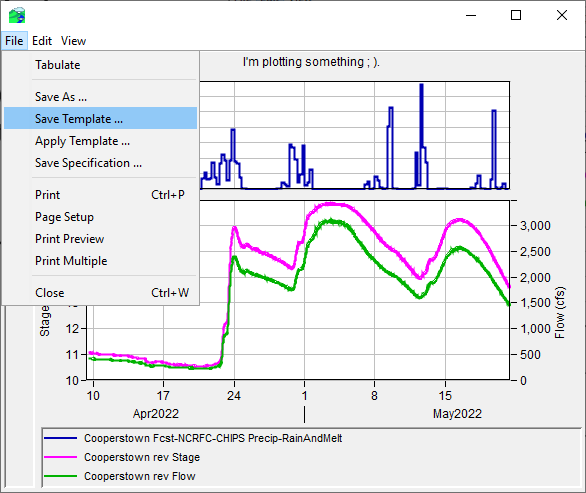 File Edit View
Tabulate
Save As ...
Save Template ...
Apply Template ...
Save Specification ...
Print Ctrl+P
Page Setup
Print Preview
Print Multiple
Close Ctrl+W
I'm plotting something ; ).
3,000
2,500
2,000
1,500
1,000
500
0
Flow (cfs)
Stage
12
11
10
10 17 24 1 8 15
Apr2022 May2022
Cooperstown Fcst-NCRFC-CHIPS Precip-RainAndMelt
Cooperstown rev Stage
Cooperstown rev Flow